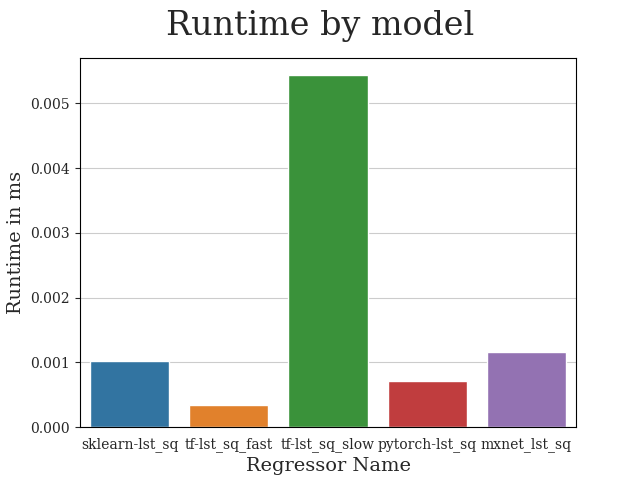 Runtime by model
Runtime in ms
0.005
0.004
0.003
0.002
0.001
0.000
sklearn-lst_sq tf-lst_sq_fast tf-lst_sq_slow pytorch-lst_sq mxnet_lst_sq
Regressor Name